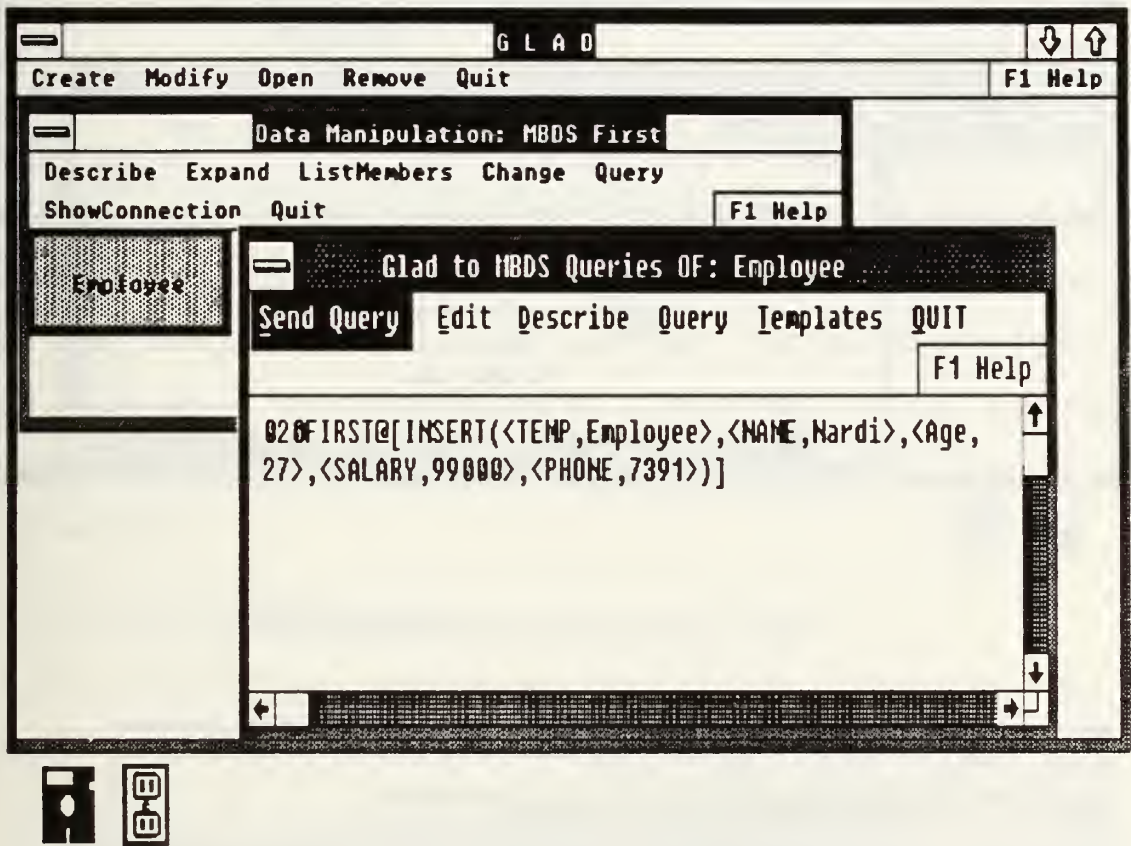 GLAD
Create Modify Open Remove Quit F1 Help
Data Manipulation: MBDS First
Describe Expand ListMembers Change Query
ShowConnection Quit F1 Help
Employee
Glad to MBDS Queries OF: Employee
Send Query Edit Describe Query Templates QUIT
F1 Help
@20FIRST@[INSERT(<TEMP,Employee>,<NAME,Nardi>,<Age,
27>,<SALARY,99000>,<PHONE,7391>)]